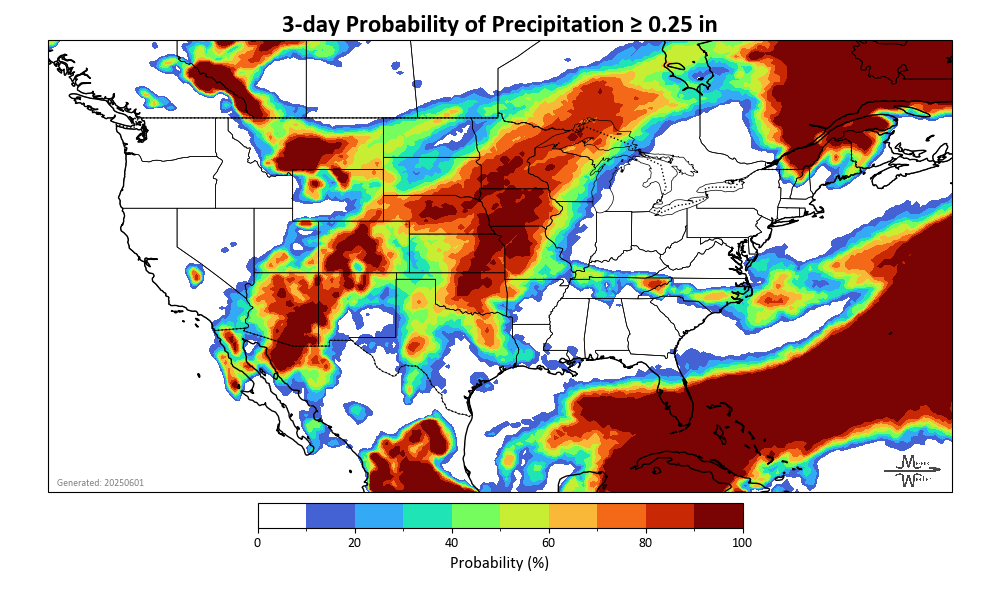 3-day Probability of Precipitation ≥ 0.25 in
Generated: 20250601
0 20 40 60 80 100
Probability (%)